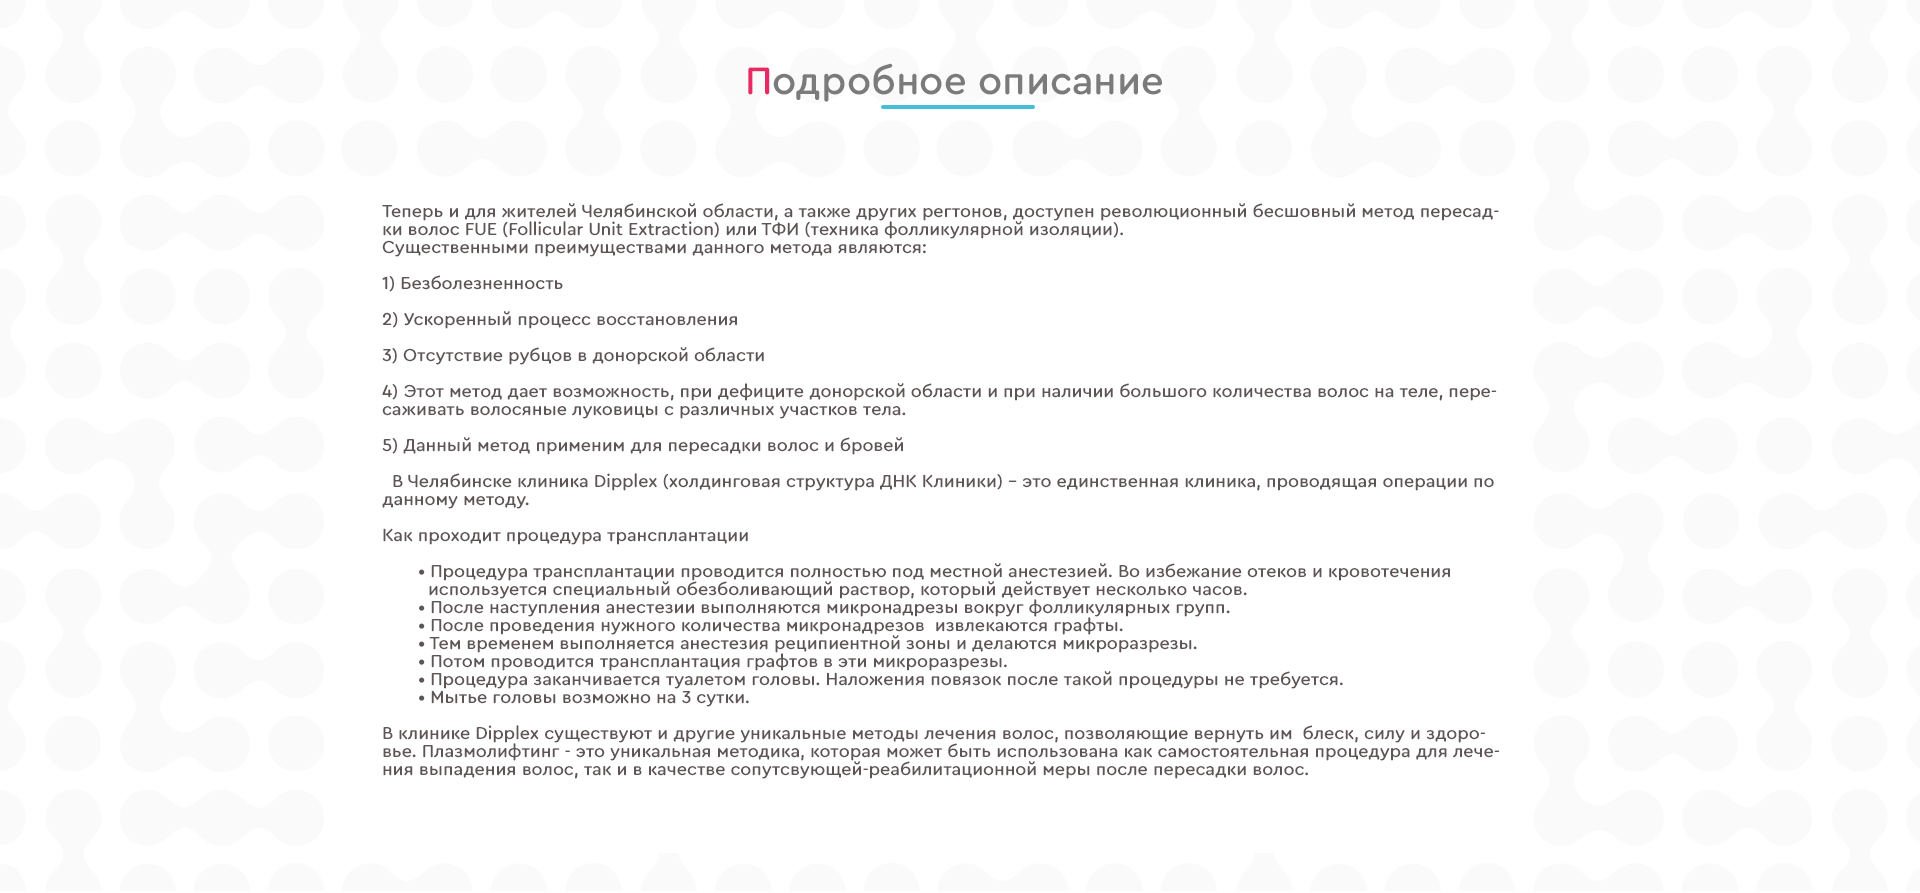 Подробное описание
Теперь и для жителей Челябинской области, а также других регтонов, доступен революционный бесшовный метод пересад-
ки волос FUE (Follicular Unit Extraction) или ТФИ (техника фолликулярной изоляции).
Существенными преимуществами данного метода являются:
1) Безболезненность
2) Ускоренный процесс восстановления
3) Отсутствие рубцов в донорской области
4) Этот метод дает возможность, при дефиците донорской области и при наличии большого количества волос на теле, пере-
саживать волосяные луковицы с различных участков тела.
5) Данный метод применим для пересадки волос и бровей
В Челябинске клиника Dipplex (холдинговая структура ДНК Клиники) – это единственная клиника, проводящая операции по
данному методу.
Как проходит процедура трансплантации
• Процедура трансплантации проводится полностью под местной анестезией. Во избежание отеков и кровотечения
используется специальный обезболивающий раствор, который действует несколько часов.
• После наступления анестезии выполняются микронадрезы вокруг фолликулярных групп.
• После проведения нужного количества микронадрезов  извлекаются графты.
• Тем временем выполняется анестезия реципиентной зоны и делаются микроразрезы.
• Потом проводится трансплантация графтов в эти микроразрезы.
• Процедура заканчивается туалетом головы. Наложения повязок после такой процедуры не требуется.
• Мытье головы возможно на 3 сутки.
В клинике Dipplex существуют и другие уникальные методы лечения волос, позволяющие вернуть им  блеск, силу и здоро-
вье. Плазмолифтинг - это уникальная методика, которая может быть использована как самостоятельная процедура для лече-
ния выпадения волос, так и в качестве сопутсвующей-реабилитационной меры после пересадки волос.